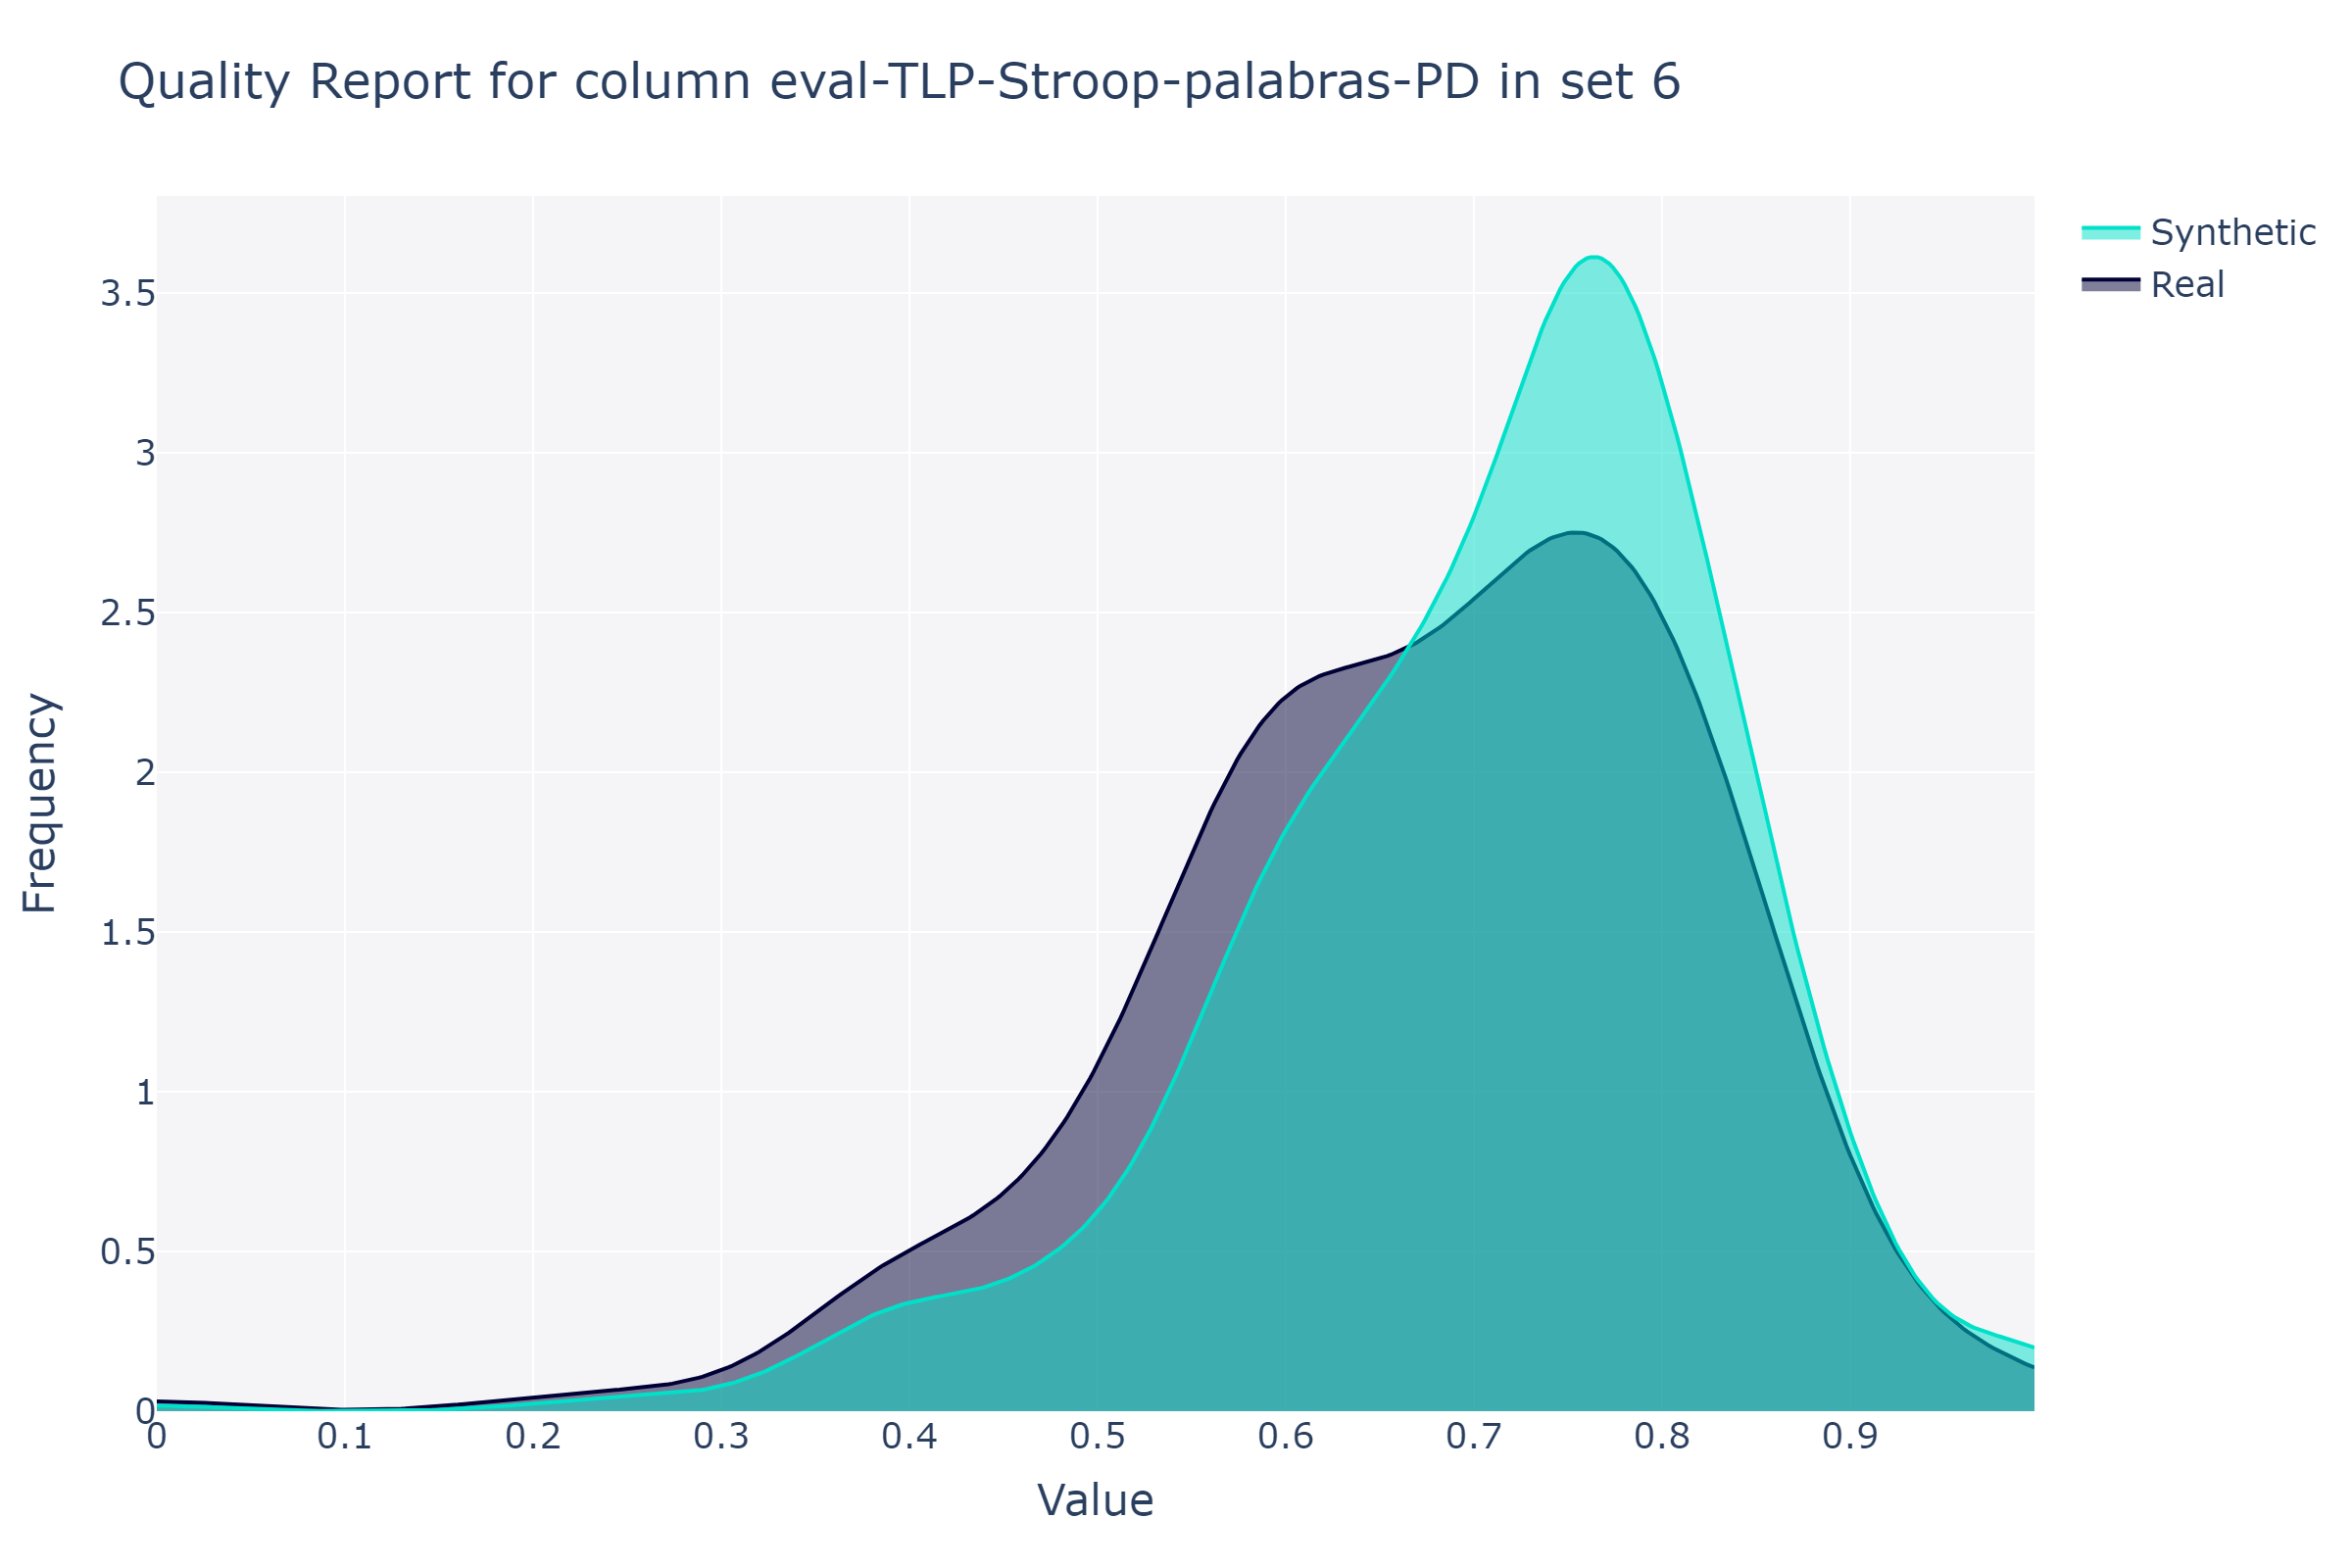 Quality Report for column eval-TLP-Stroop-palabras-PD in set 6
Synthetic
Real
3.5
3
2.5
2
1.5
1
0.5
0
Frequency
0 0.1 0.2 0.3 0.4 0.5 0.6 0.7 0.8 0.9
Value